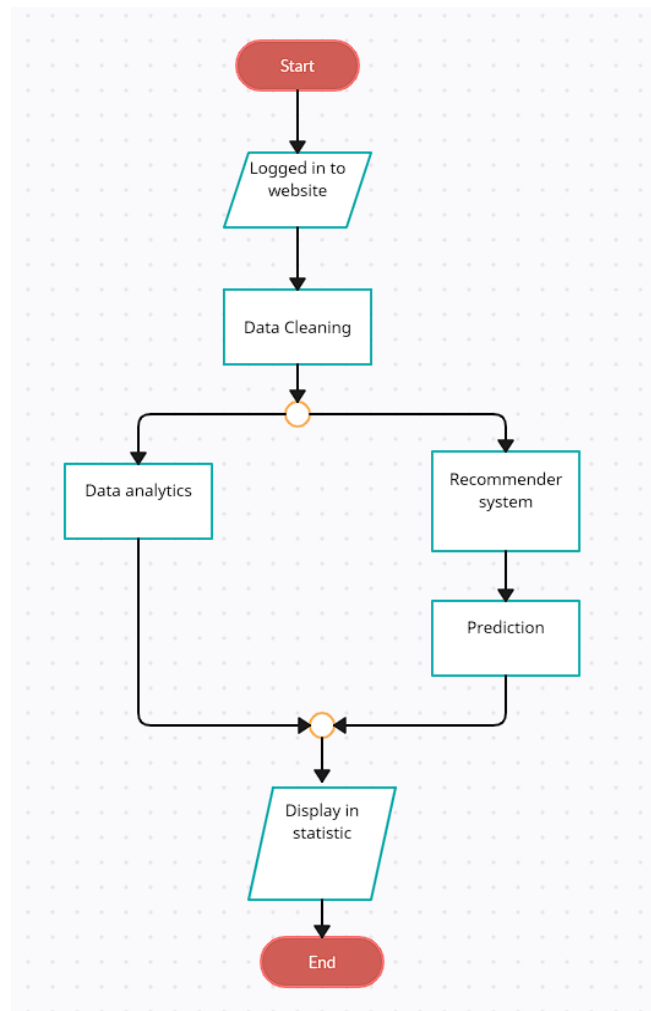 Start
Logged in to
website
Data Cleaning
Data analytics
Recommender
system
Prediction
Display in
statistic
End